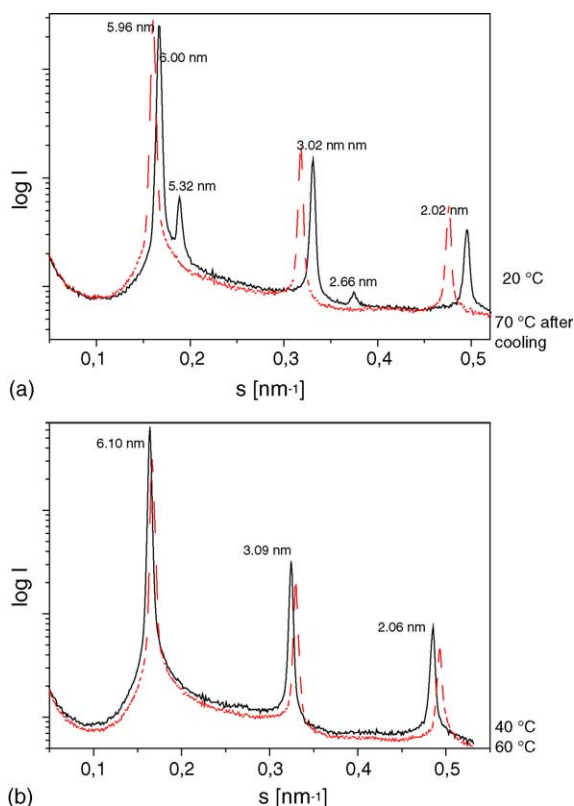 5.96 nm
6.00 nm
5.32 nm
3.02 nm nm
2.66 nm
2.02 nm
log I
20 °C
70 °C after
cooling
0,1 0,2 0,3 0,4 0,5
(a)
s [nm-1]
6.10 nm
3.09 nm
2.06 nm
log I
40 °C
60 °C
0,1 0,2 0,3 0,4 0,5
(b)
s [nm-1]